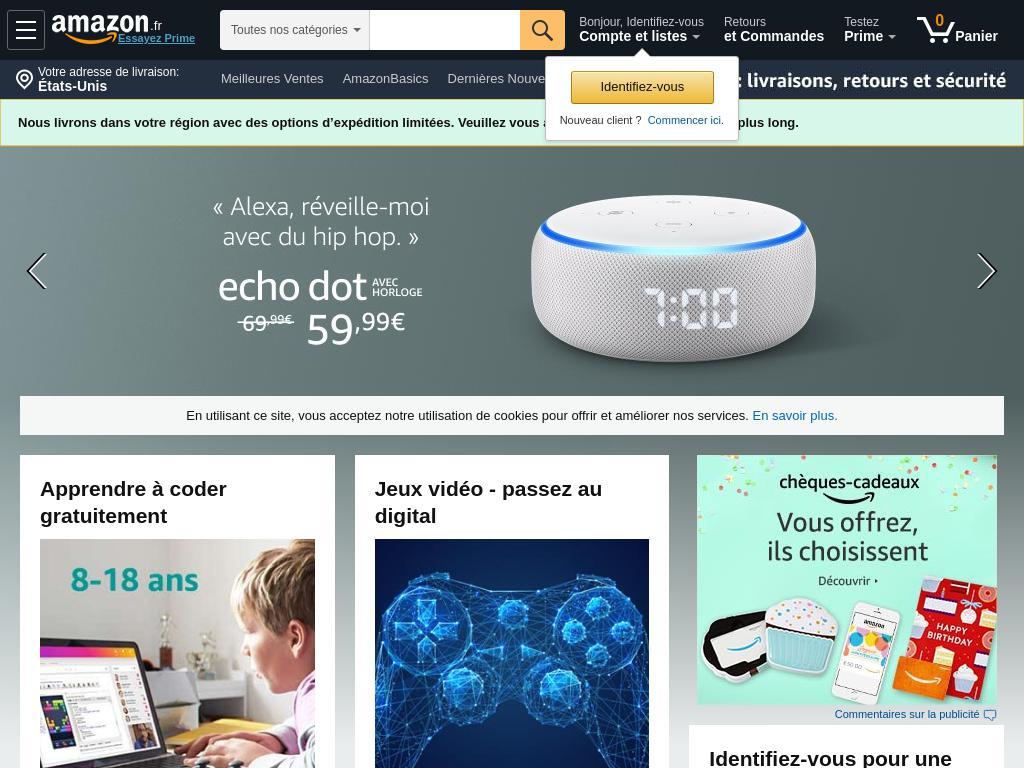 amazon.fr
Essayez Prime
Toutes nos catégories
Bonjour, Identifiez-vous
Compte et listes
Retours
et Commandes
Testez
Prime
0
Panier
Votre adresse de livraison:
États-Unis
Meilleures Ventes
AmazonBasics
Dernières Nouve
: livraisons, retours et sécurité
Identifiez-vous
Nouveau client ? Commencer ici.
Nous livrons dans votre région avec des options d’expédition limitées. Veuillez vous
plus long.
« Alexa, réveille-moi
avec du hip hop. »
echo dot AVEC HORLOGE
69,99€ 59,99€
7:00
En utilisant ce site, vous acceptez notre utilisation de cookies pour offrir et améliorer nos services. En savoir plus.
Apprendre à coder
gratuitement
8-18 ans
Jeux vidéo - passez au
digital
chèques-cadeaux
Vous offrez,
ils choisissent
Découvrir
amazon
HAPPY
BIRTHDAY
Commentaires sur la publicité
Identifiez-vous pour une